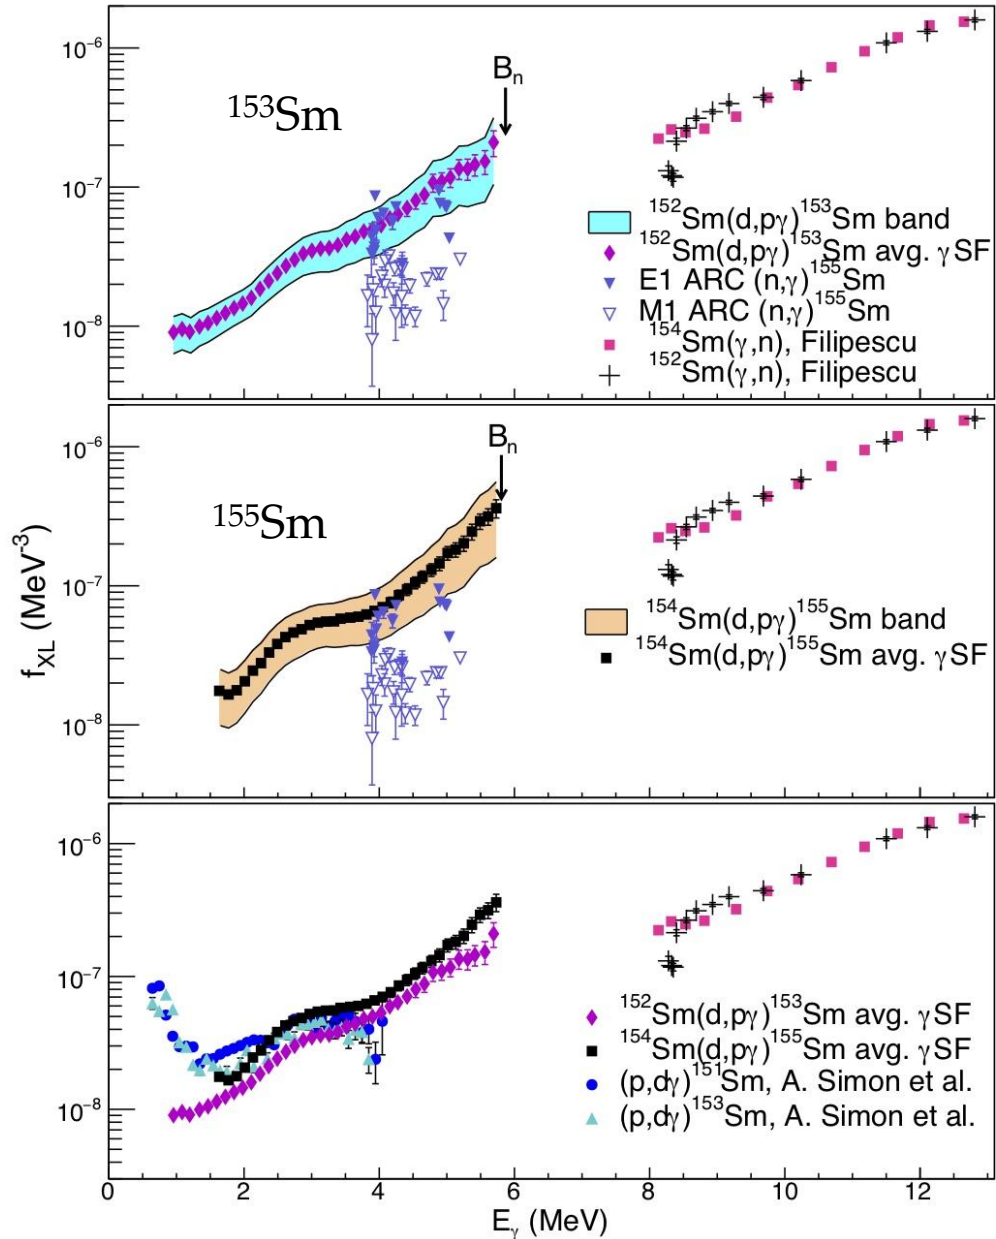 10⁻⁶
10⁻⁷
10⁻⁸
¹⁵³Sm
Bₙ
¹⁵²Sm(d,pγ)¹⁵³Sm band
¹⁵²Sm(d,pγ)¹⁵³Sm avg. γSF
E1 ARC (n,γ)¹⁵⁵Sm
M1 ARC (n,γ)¹⁵⁵Sm
¹⁵⁴Sm(γ,n), Filipescu
¹⁵²Sm(γ,n), Filipescu
f_XL (MeV⁻³)
10⁻⁶
10⁻⁷
10⁻⁸
¹⁵⁵Sm
Bₙ
¹⁵⁴Sm(d,pγ)¹⁵⁵Sm band
¹⁵⁴Sm(d,pγ)¹⁵⁵Sm avg. γSF
10⁻⁶
10⁻⁷
10⁻⁸
¹⁵²Sm(d,pγ)¹⁵³Sm avg. γSF
¹⁵⁴Sm(d,pγ)¹⁵⁵Sm avg. γSF
(p,dγ)¹⁵¹Sm, A. Simon et al.
(p,dγ)¹⁵³Sm, A. Simon et al.
0 2 4 6 8 10 12
E_γ (MeV)